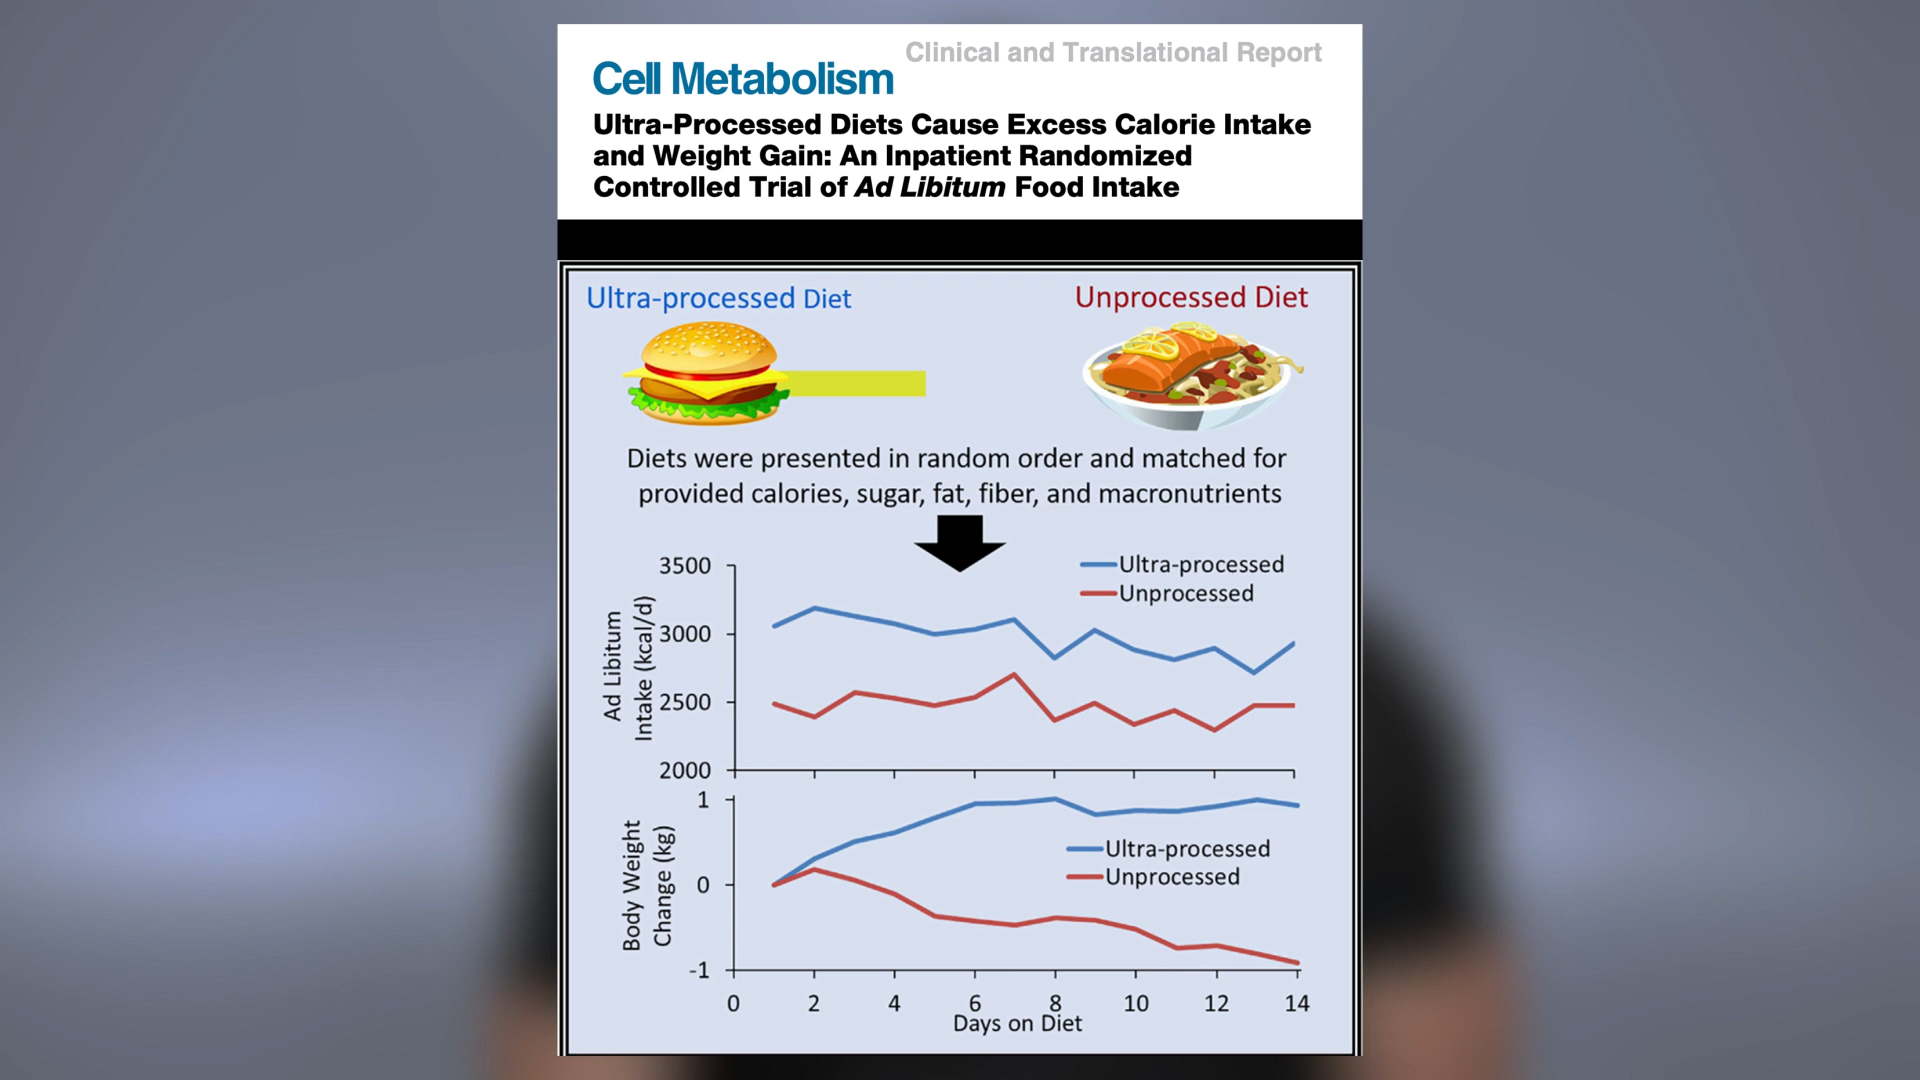 Clinical and Translational Report
Cell Metabolism
Ultra-Processed Diets Cause Excess Calorie Intake
and Weight Gain: An Inpatient Randomized
Controlled Trial of Ad Libitum Food Intake
Ultra-processed Diet
Unprocessed Diet
Diets were presented in random order and matched for
provided calories, sugar, fat, fiber, and macronutrients
Ad Libitum
Intake (kcal/d)
3500
3000
2500
2000
Ultra-processed
Unprocessed
Body Weight
Change (kg)
1
0
-1
Ultra-processed
Unprocessed
0 2 4 6 8 10 12 14
Days on Diet